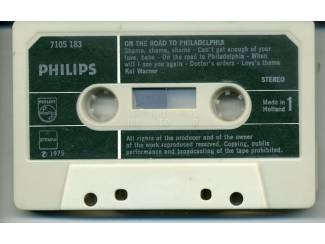 7105 183
ON THE ROAD TO PHILADELPHIA
Shame, shame, shame - Can't get enough of your
love, babe - On the road to Philadelphia - When
will I see you again - Doctor's orders - Love's theme
Kai Warner
PHILIPS
STEREO
PHILIPS
Made in
Holland
1
STEMRA
℗ 1975
All rights of the producer and of the owner
of the work reproduced reserved. Copying, public
performance and broadcasting of the tape prohibited.